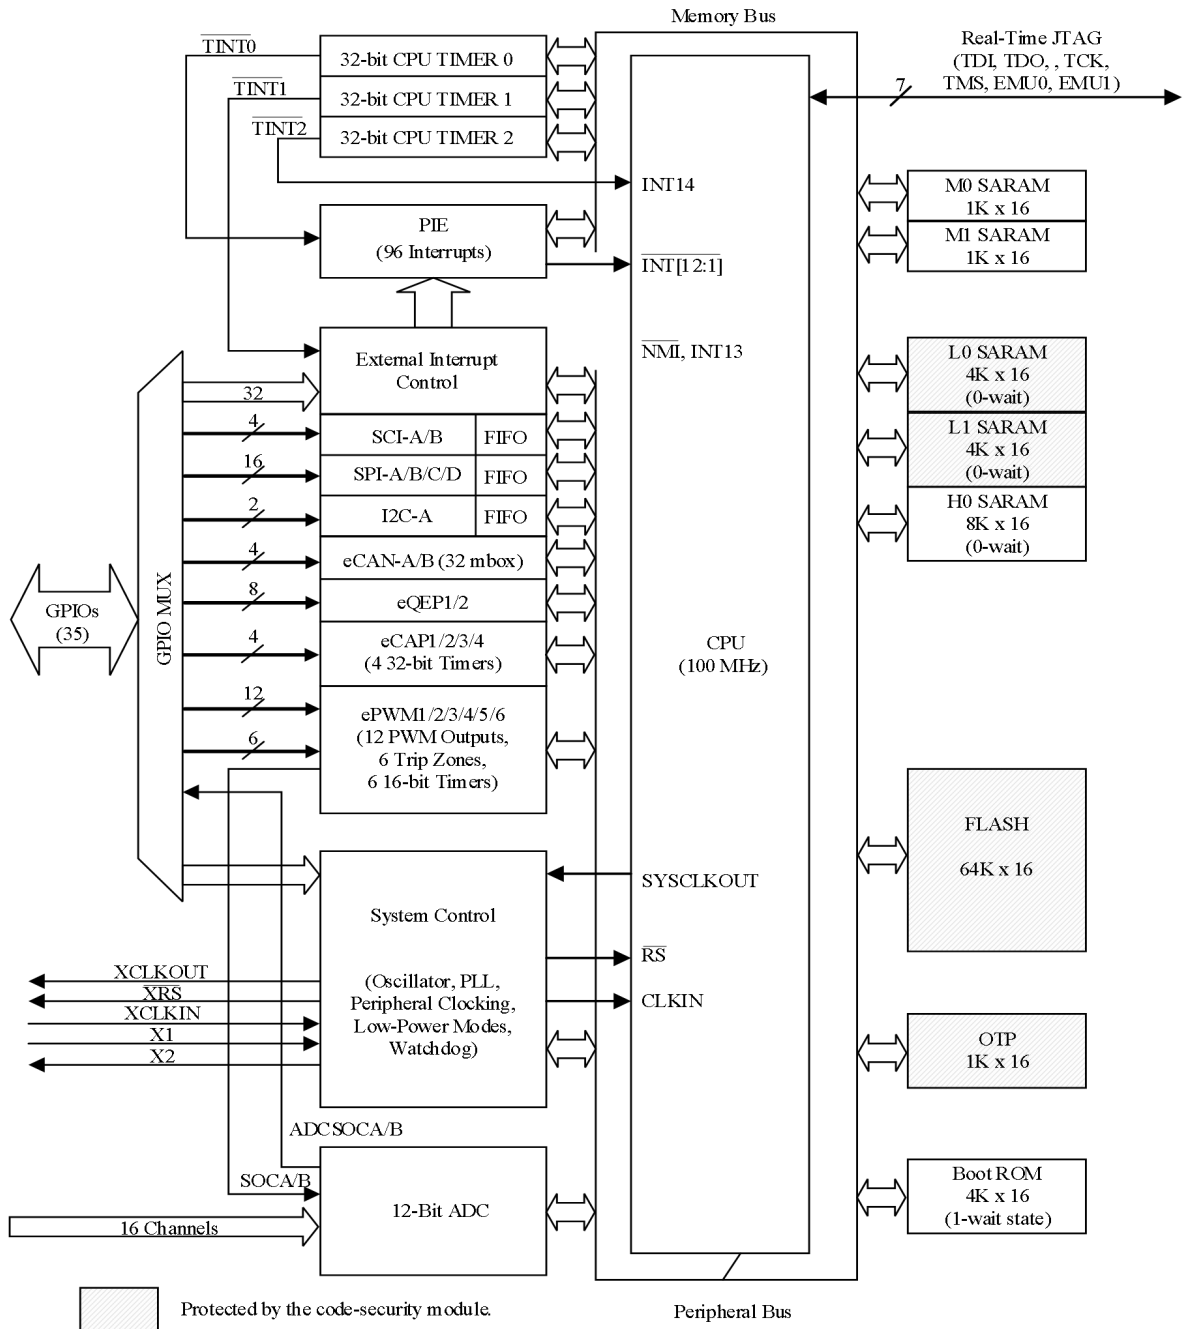 Memory Bus
TINT0
32-bit CPU TIMER 0
Real-Time JTAG
(TDI, TDO, , TCK,
TMS, EMU0, EMU1)
7
TINT1
32-bit CPU TIMER 1
TINT2
32-bit CPU TIMER 2
INT14
M0 SARAM
1K x 16
M1 SARAM
1K x 16
PIE
(96 Interrupts)
INT[12:1]
External Interrupt
Control
NMI, INT13
L0 SARAM
4K x 16
(0-wait)
L1 SARAM
4K x 16
(0-wait)
H0 SARAM
8K x 16
(0-wait)
32
4
SCI-A/B
FIFO
16
SPI-A/B/C/D
FIFO
2
I2C-A
FIFO
4
eCAN-A/B (32 mbox)
8
eQEP1/2
GPIOs
(35)
GPIO MUX
4
eCAP1/2/3/4
(4 32-bit Timers)
CPU
(100 MHz)
12
6
ePWM1/2/3/4/5/6
(12 PWM Outputs,
6 Trip Zones,
6 16-bit Timers)
FLASH
64K x 16
SYSCLKOUT
System Control
(Oscillator, PLL,
Peripheral Clocking,
Low-Power Modes,
Watchdog)
RS
CLKIN
XCLKOUT
XRS
XCLKIN
X1
X2
OTP
1K x 16
ADCSOCA/B
SOCA/B
12-Bit ADC
16 Channels
Boot ROM
4K x 16
(1-wait state)
Protected by the code-security module.
Peripheral Bus